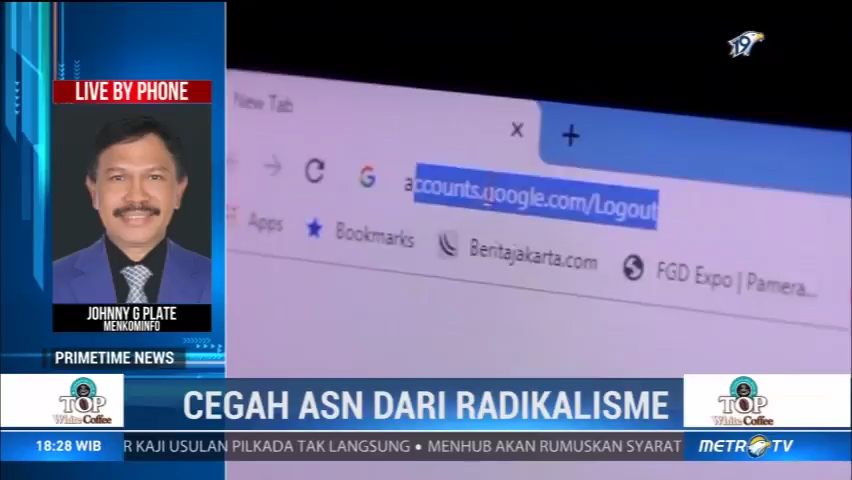 19
LIVE BY PHONE
New Tab
accounts.google.com/Logout
Apps
Bookmarks
Beritajakarta.com
FGD Expo | Pamera...
JOHNNY G PLATE
MENKOMINFO
PRIMETIME NEWS
TOP
White Coffee
CEGAH ASN DARI RADIKALISME
TOP
White Coffee
18:28 WIB
R KAJI USULAN PILKADA TAK LANGSUNG • MENHUB AKAN RUMUSKAN SYARAT
METRO TV